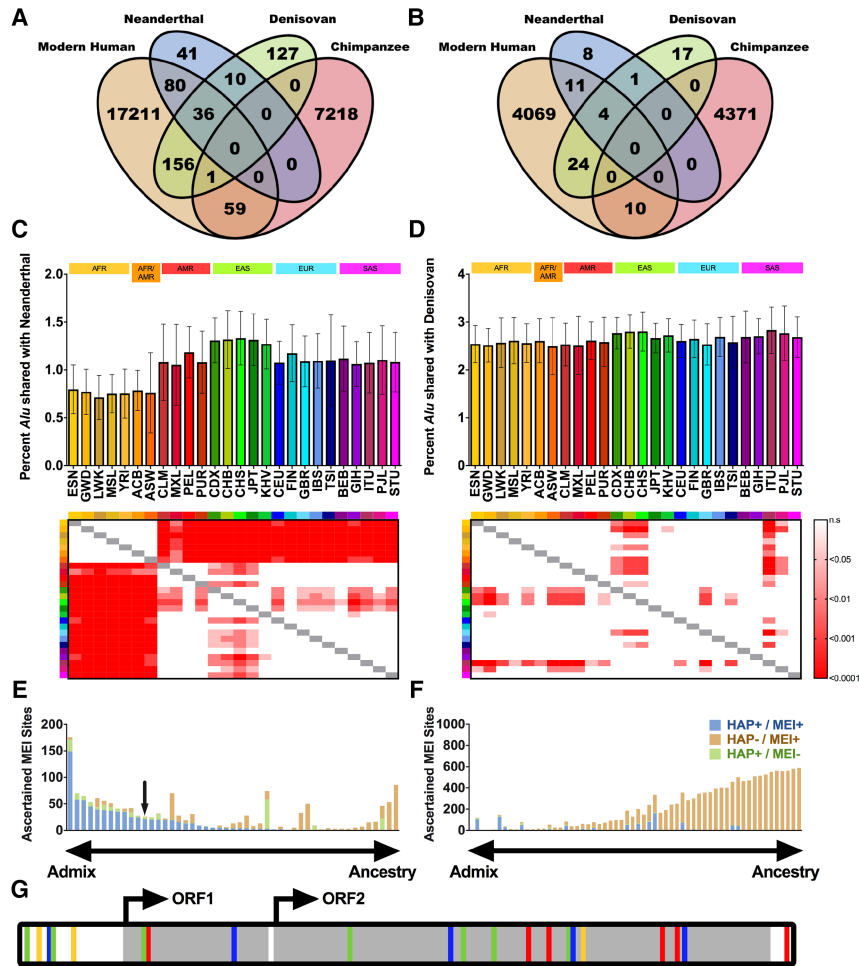 A
B
Neanderthal
Denisovan
Modern Human
Chimpanzee
41
127
80
10
0
17211
36
0
7218
0
156
0
1
0
59
Neanderthal
Denisovan
Modern Human
Chimpanzee
8
17
11
1
0
4069
4
0
4371
0
24
0
0
0
10
C
D
Percent Alu shared with Neanderthal
AFR
AFR/
AMR
AMR
EAS
EUR
SAS
2.0
1.5
1.0
0.5
0.0
ESN
GWD
LWK
MSL
YRI
ACB
ASW
CLM
MXL
PEL
PUR
CDX
CHB
CHS
JPT
KHV
CEU
FIN
GBR
IBS
TSI
BEB
GIH
ITU
PJL
STU
Percent Alu shared with Denisovan
AFR
AFR/
AMR
AMR
EAS
EUR
SAS
4
3
2
1
0
ESN
GWD
LWK
MSL
YRI
ACB
ASW
CLM
MXL
PEL
PUR
CDX
CHB
CHS
JPT
KHV
CEU
FIN
GBR
IBS
TSI
BEB
GIH
ITU
PJL
STU
n.s
<0.05
<0.01
<0.001
<0.0001
E
F
Ascertained MEI Sites
200
150
100
50
0
Admix
Ancestry
Ascertained MEI Sites
1000
800
600
400
200
0
HAP+ / MEI+
HAP- / MEI+
HAP+ / MEI-
Admix
Ancestry
G
ORF1
ORF2